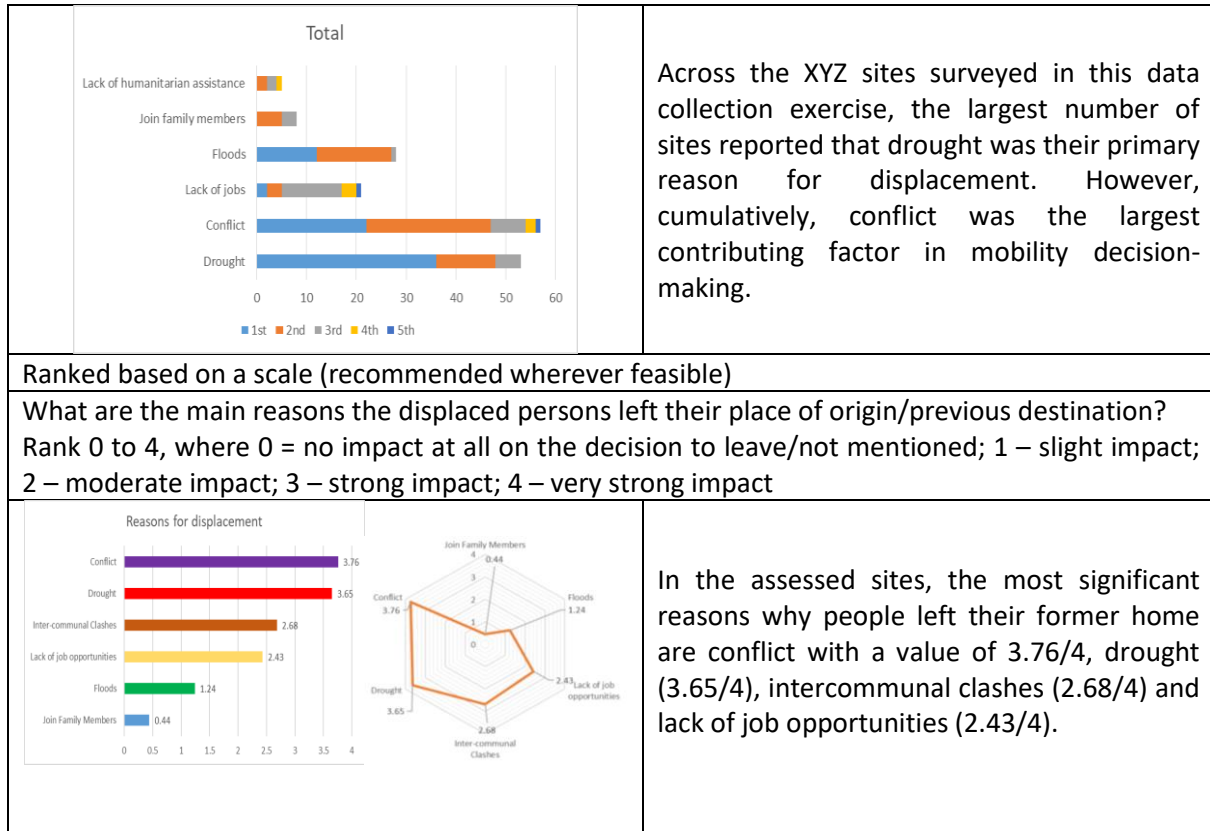 Total
Lack of humanitarian assistance
Join family members
Floods
Lack of jobs
Conflict
Drought
0 10 20 30 40 50 60
1st 2nd 3rd 4th 5th
Across the XYZ sites surveyed in this data
collection exercise, the largest number of
sites reported that drought was their primary
reason for displacement. However,
cumulatively, conflict was the largest
contributing factor in mobility decision-
making.
Ranked based on a scale (recommended wherever feasible)
What are the main reasons the displaced persons left their place of origin/previous destination?
Rank 0 to 4, where 0 = no impact at all on the decision to leave/not mentioned; 1 – slight impact;
2 – moderate impact; 3 – strong impact; 4 – very strong impact
Reasons for displacement
Conflict 3.76
Drought 3.65
Inter-communal Clashes 2.68
Lack of job opportunities 2.43
Floods 1.24
Join Family Members 0.44
0 0.5 1 1.5 2 2.5 3 3.5 4
Join Family Members
0.44
4
3
2
1
0
Floods
1.24
2.43 Lack of job
opportunities
2.68
Inter-communal
Clashes
Drought
3.65
Conflict
3.76
In the assessed sites, the most significant
reasons why people left their former home
are conflict with a value of 3.76/4, drought
(3.65/4), intercommunal clashes (2.68/4) and
lack of job opportunities (2.43/4).